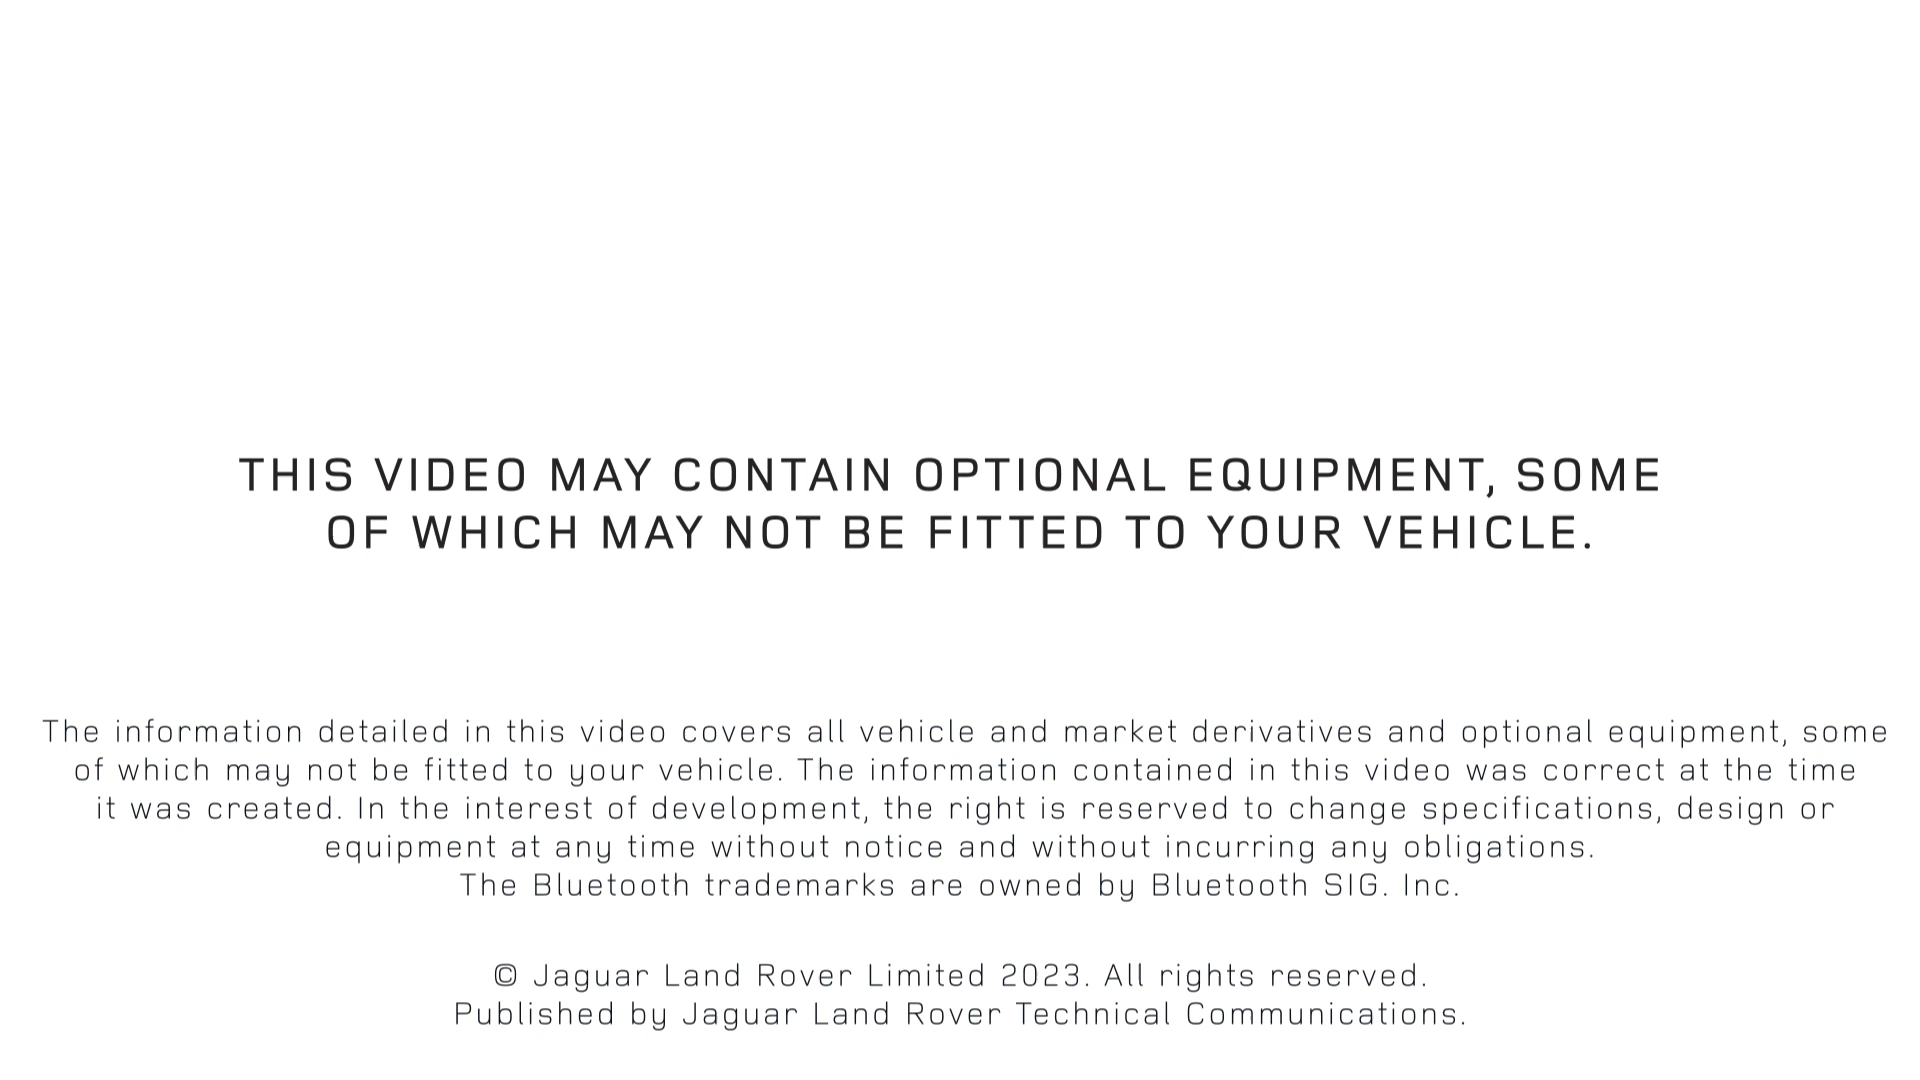 THIS VIDEO MAY CONTAIN OPTIONAL EQUIPMENT, SOME
OF WHICH MAY NOT BE FITTED TO YOUR VEHICLE.
The information detailed in this video covers all vehicle and market derivatives and optional equipment, some
of which may not be fitted to your vehicle. The information contained in this video was correct at the time
it was created. In the interest of development, the right is reserved to change specifications, design or
equipment at any time without notice and without incurring any obligations.
The Bluetooth trademarks are owned by Bluetooth SIG. Inc.
© Jaguar Land Rover Limited 2023. All rights reserved.
Published by Jaguar Land Rover Technical Communications.